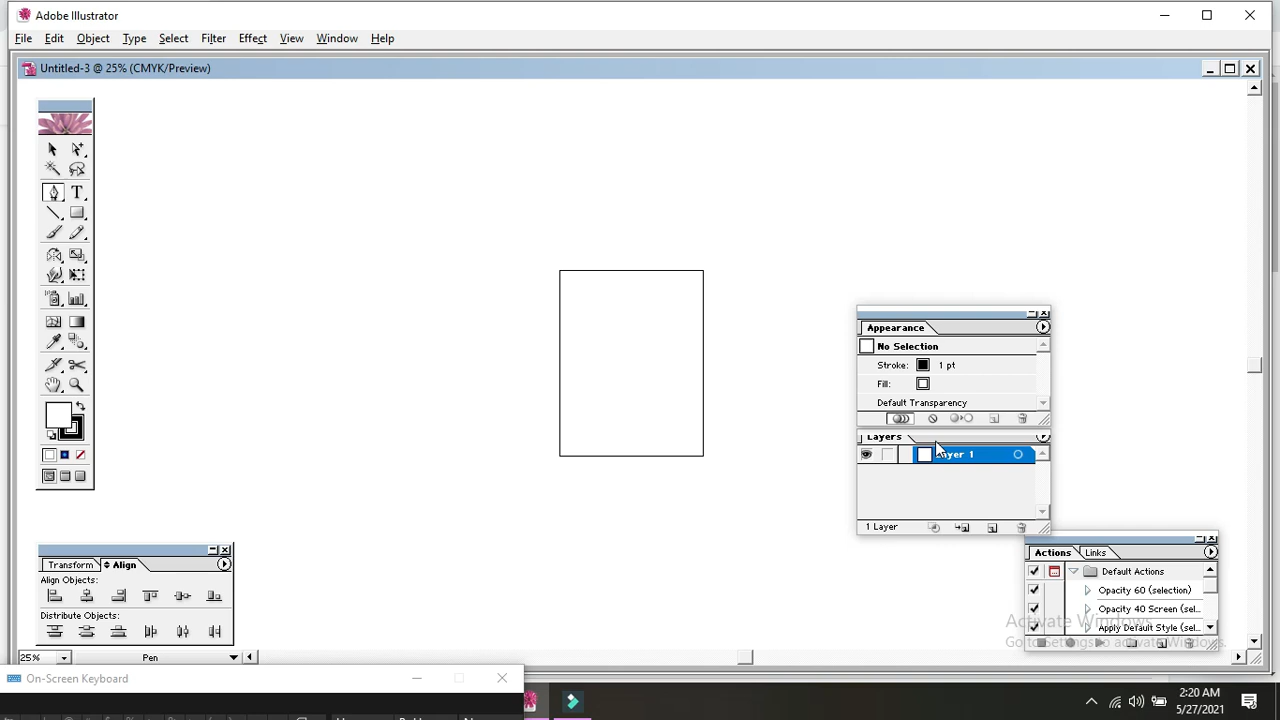 Adobe Illustrator
File Edit Object Type Select Filter Effect View Window Help
Untitled-3 @ 25% (CMYK/Preview)
T
Appearance
No Selection
Stroke: 1 pt
Fill:
Default Transparency
Layers
Layer 1
1 Layer
Actions Links
Default Actions
Opacity 60 (selection)
Opacity 40 Screen (sel...
Apply Default Style (sel...
Transform Align
Align Objects:
Distribute Objects:
Activate Windows
Go to Settings to activate Windows.
25% Pen
On-Screen Keyboard
2:20 AM
5/27/2021